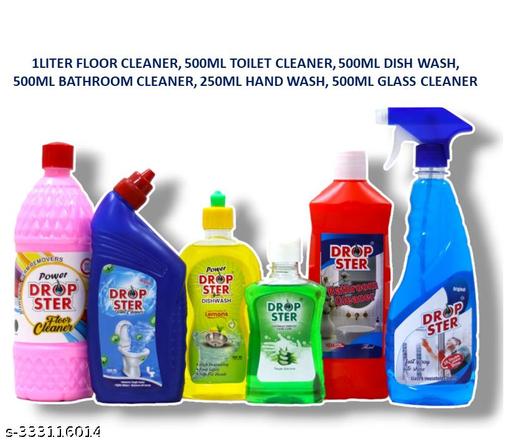 1LITER FLOOR CLEANER, 500ML TOILET CLEANER, 500ML DISH WASH,
500ML BATHROOM CLEANER, 250ML HAND WASH, 500ML GLASS CLEANER
Power
DROP
STER
Floor
Cleaner
DROP
STER
Power
DROP
STER
DISHWASH
Lemons
DROP
STER
DROP
STER
Bathroom
Cleaner
Original
DROP
STER
s-333116014